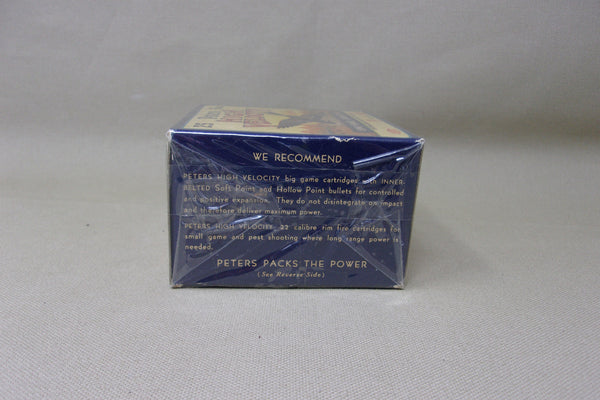 25
WE RECOMMEND
PETERS HIGH VELOCITY big game cartridges with INNER-
BELTED Soft Point and Hollow Point bullets for controlled
and positive expansion. They do not disintegrate on impact
and therefore deliver maximum power.
PETERS HIGH VELOCITY .22 calibre rim fire cartridges for
small game and pest shooting where long range power is
needed.
PETERS PACKS THE POWER
(See Reverse Side)